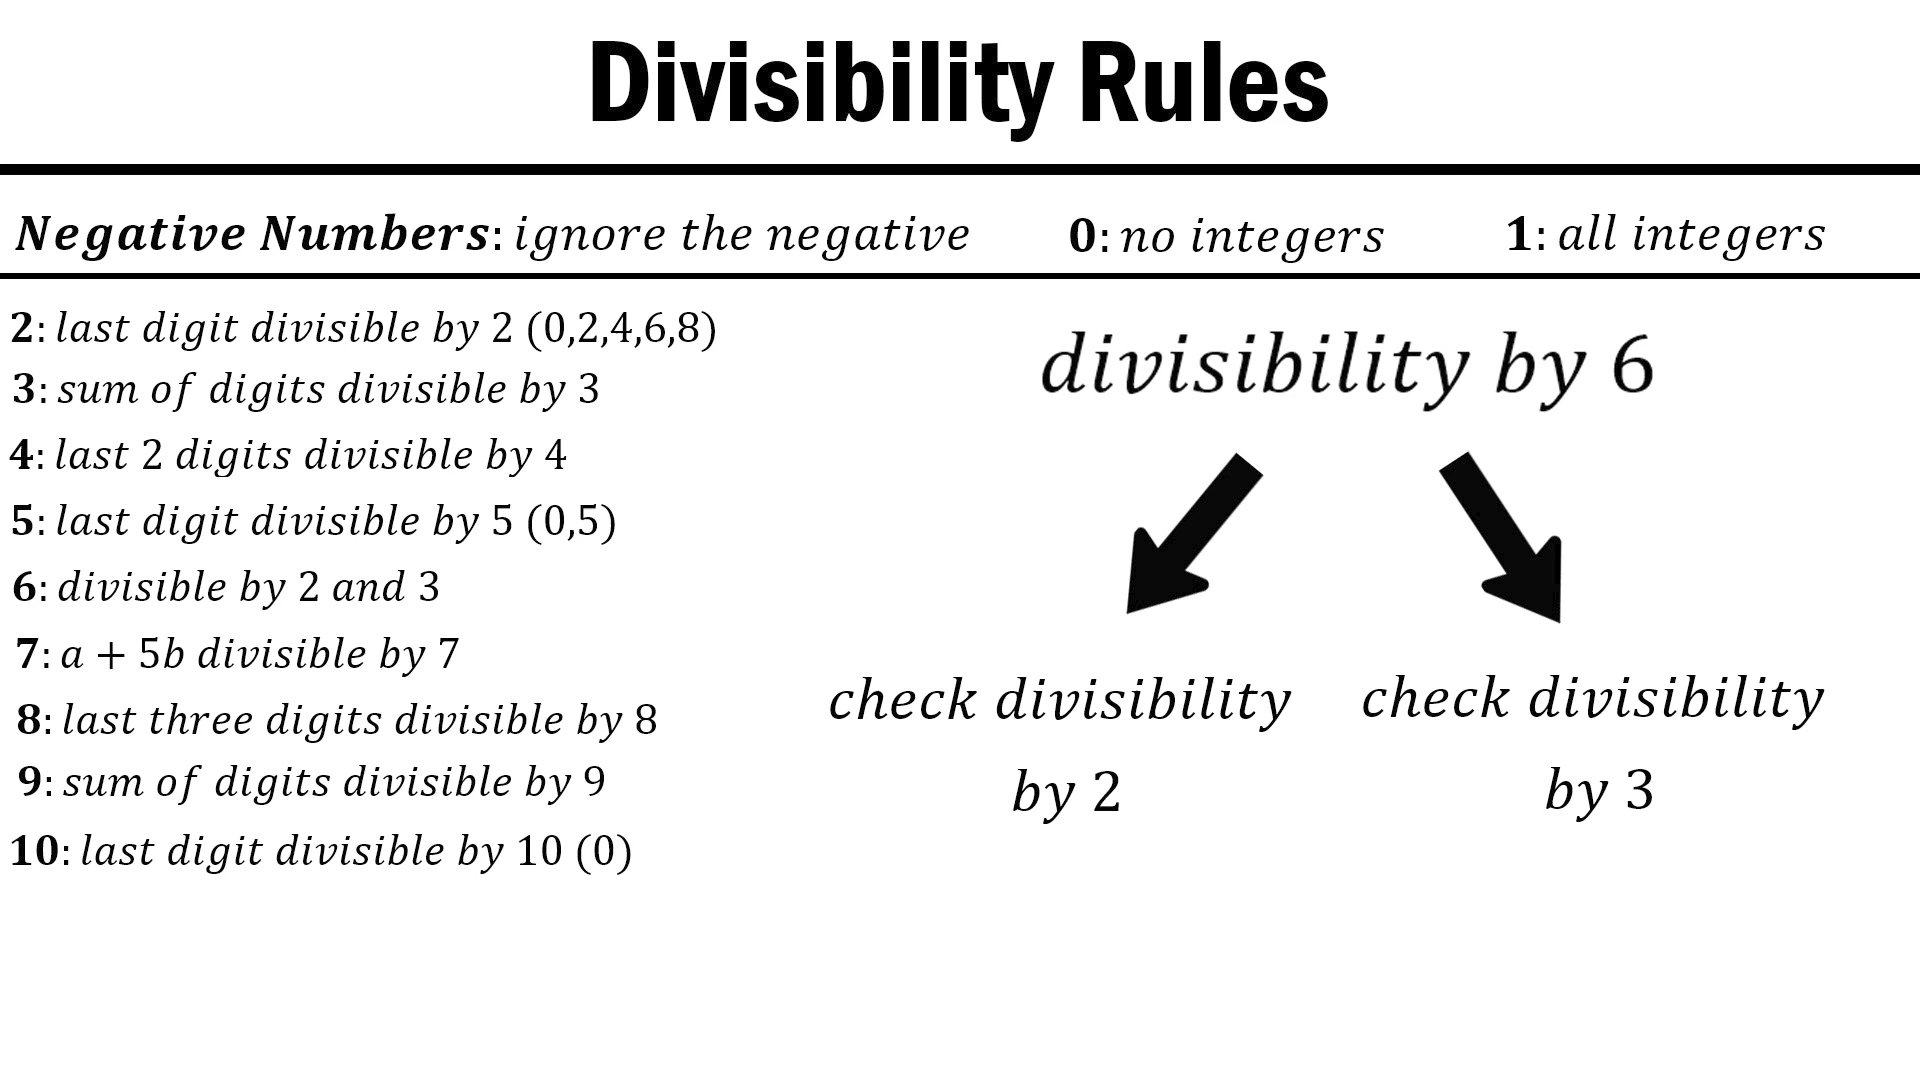 Divisibility Rules
Negative Numbers: ignore the negative
0: no integers
1: all integers
2: last digit divisible by 2 (0,2,4,6,8)
3: sum of digits divisible by 3
4: last 2 digits divisible by 4
5: last digit divisible by 5 (0,5)
6: divisible by 2 and 3
7: a + 5b divisible by 7
8: last three digits divisible by 8
9: sum of digits divisible by 9
10: last digit divisible by 10 (0)
divisibility by 6
check divisibility
by 2
check divisibility
by 3